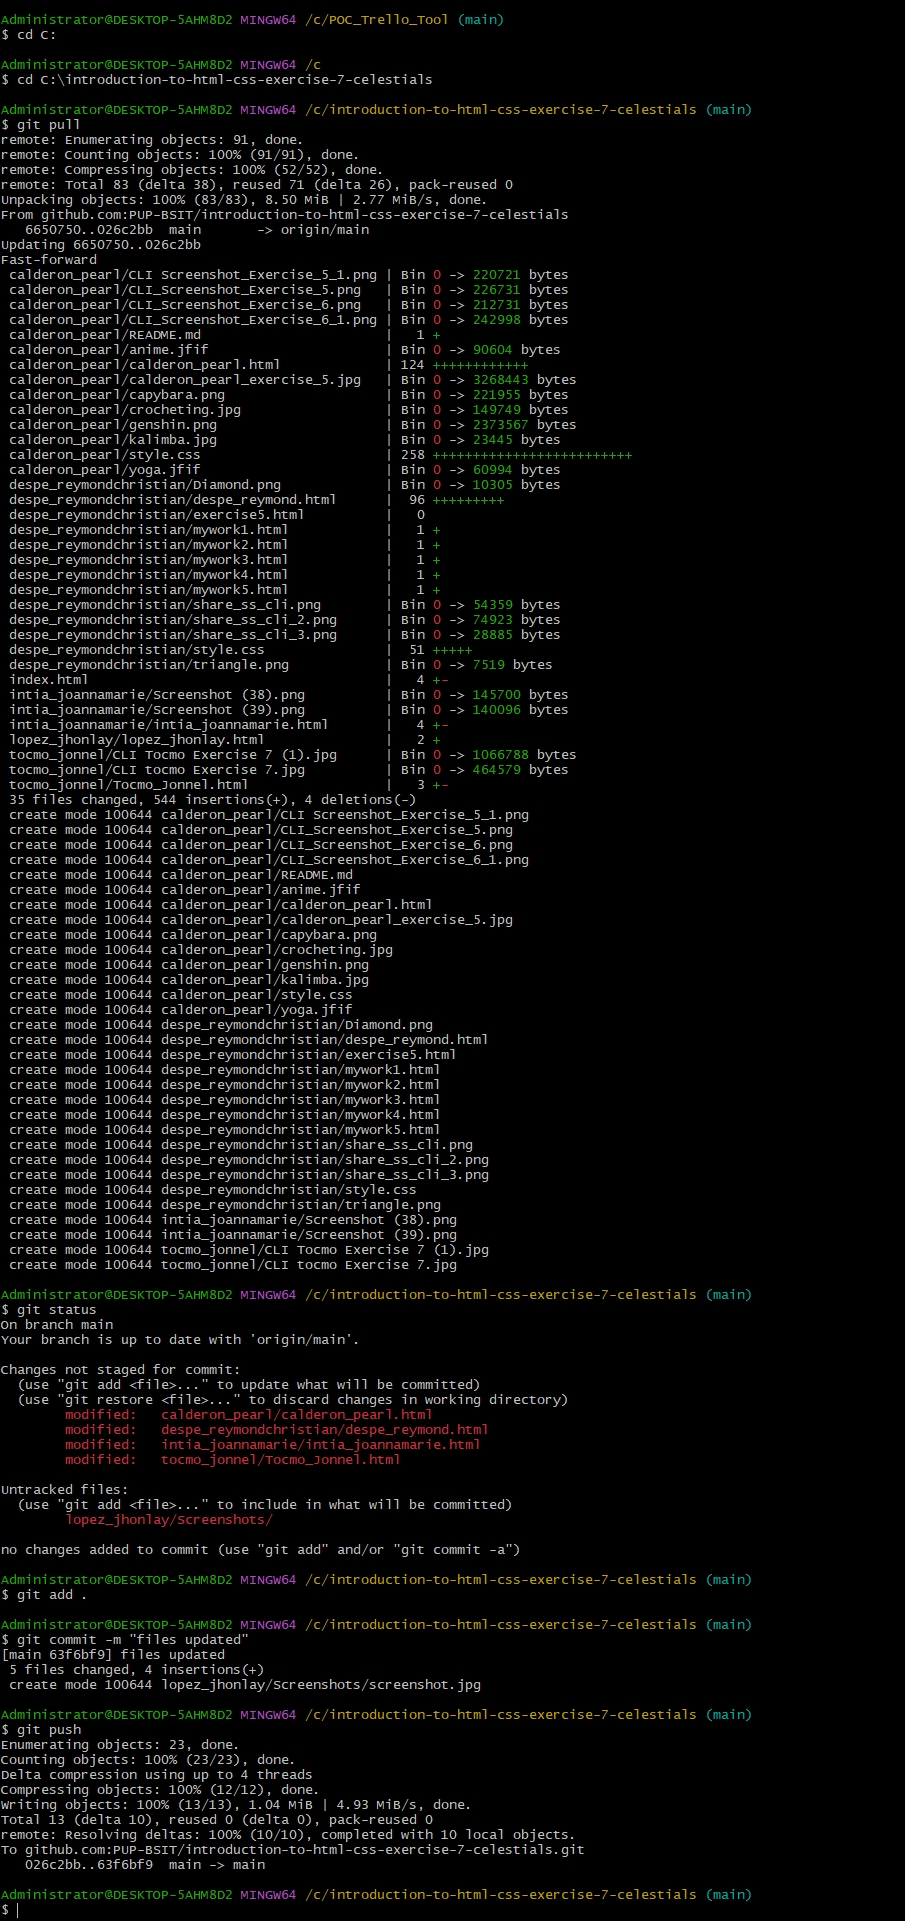 Administrator@DESKTOP-5AHM8D2 MINGW64 /c/POC_Trello_Tool (main)
$ cd C:

Administrator@DESKTOP-5AHM8D2 MINGW64 /c
$ cd C:\introduction-to-html-css-exercise-7-celestials

Administrator@DESKTOP-5AHM8D2 MINGW64 /c/introduction-to-html-css-exercise-7-celestials (main)
$ git pull
remote: Enumerating objects: 91, done.
remote: Counting objects: 100% (91/91), done.
remote: Compressing objects: 100% (52/52), done.
remote: Total 83 (delta 38), reused 71 (delta 26), pack-reused 0
Unpacking objects: 100% (83/83), 8.50 MiB | 2.77 MiB/s, done.
From github.com:PUP-BSIT/introduction-to-html-css-exercise-7-celestials
   6650750..026c2bb  main       -> origin/main
Updating 6650750..026c2bb
Fast-forward
 calderon_pearl/CLI Screenshot_Exercise_5_1.png | Bin 0 -> 220721 bytes
 calderon_pearl/CLI_Screenshot_Exercise_5.png   | Bin 0 -> 226731 bytes
 calderon_pearl/CLI_Screenshot_Exercise_6.png   | Bin 0 -> 212731 bytes
 calderon_pearl/CLI_Screenshot_Exercise_6_1.png | Bin 0 -> 242998 bytes
 calderon_pearl/README.md                       |   1 +
 calderon_pearl/anime.jfif                      | Bin 0 -> 90604 bytes
 calderon_pearl/calderon_pearl.html             | 124 ++++++++++++
 calderon_pearl/calderon_pearl_exercise_5.jpg   | Bin 0 -> 3268443 bytes
 calderon_pearl/capybara.png                    | Bin 0 -> 221955 bytes
 calderon_pearl/crocheting.jpg                  | Bin 0 -> 149749 bytes
 calderon_pearl/genshin.png                     | Bin 0 -> 2373567 bytes
 calderon_pearl/kalimba.jpg                     | Bin 0 -> 23445 bytes
 calderon_pearl/style.css                       | 258 +++++++++++++++++++++++++
 calderon_pearl/yoga.jfif                       | Bin 0 -> 60994 bytes
 despe_reymondchristian/Diamond.png             | Bin 0 -> 10305 bytes
 despe_reymondchristian/despe_reymond.html      |  96 +++++++++
 despe_reymondchristian/exercise5.html          |   0
 despe_reymondchristian/mywork1.html            |   1 +
 despe_reymondchristian/mywork2.html            |   1 +
 despe_reymondchristian/mywork3.html            |   1 +
 despe_reymondchristian/mywork4.html            |   1 +
 despe_reymondchristian/mywork5.html            |   1 +
 despe_reymondchristian/share_ss_cli.png        | Bin 0 -> 54359 bytes
 despe_reymondchristian/share_ss_cli_2.png      | Bin 0 -> 74923 bytes
 despe_reymondchristian/share_ss_cli_3.png      | Bin 0 -> 28885 bytes
 despe_reymondchristian/style.css               |  51 +++++
 despe_reymondchristian/triangle.png            | Bin 0 -> 7519 bytes
 index.html                                     |   4 +-
 intia_joannamarie/Screenshot (38).png          | Bin 0 -> 145700 bytes
 intia_joannamarie/Screenshot (39).png          | Bin 0 -> 140096 bytes
 intia_joannamarie/intia_joannamarie.html       |   4 +-
 lopez_jhonlay/lopez_jhonlay.html               |   2 +
 tocmo_jonnel/CLI Tocmo Exercise 7 (1).jpg      | Bin 0 -> 1066788 bytes
 tocmo_jonnel/CLI tocmo Exercise 7.jpg          | Bin 0 -> 464579 bytes
 tocmo_jonnel/Tocmo_Jonnel.html                 |   3 +-
 35 files changed, 544 insertions(+), 4 deletions(-)
 create mode 100644 calderon_pearl/CLI Screenshot_Exercise_5_1.png
 create mode 100644 calderon_pearl/CLI_Screenshot_Exercise_5.png
 create mode 100644 calderon_pearl/CLI_Screenshot_Exercise_6.png
 create mode 100644 calderon_pearl/CLI_Screenshot_Exercise_6_1.png
 create mode 100644 calderon_pearl/README.md
 create mode 100644 calderon_pearl/anime.jfif
 create mode 100644 calderon_pearl/calderon_pearl.html
 create mode 100644 calderon_pearl/calderon_pearl_exercise_5.jpg
 create mode 100644 calderon_pearl/capybara.png
 create mode 100644 calderon_pearl/crocheting.jpg
 create mode 100644 calderon_pearl/genshin.png
 create mode 100644 calderon_pearl/kalimba.jpg
 create mode 100644 calderon_pearl/style.css
 create mode 100644 calderon_pearl/yoga.jfif
 create mode 100644 despe_reymondchristian/Diamond.png
 create mode 100644 despe_reymondchristian/despe_reymond.html
 create mode 100644 despe_reymondchristian/exercise5.html
 create mode 100644 despe_reymondchristian/mywork1.html
 create mode 100644 despe_reymondchristian/mywork2.html
 create mode 100644 despe_reymondchristian/mywork3.html
 create mode 100644 despe_reymondchristian/mywork4.html
 create mode 100644 despe_reymondchristian/mywork5.html
 create mode 100644 despe_reymondchristian/share_ss_cli.png
 create mode 100644 despe_reymondchristian/share_ss_cli_2.png
 create mode 100644 despe_reymondchristian/share_ss_cli_3.png
 create mode 100644 despe_reymondchristian/style.css
 create mode 100644 despe_reymondchristian/triangle.png
 create mode 100644 intia_joannamarie/Screenshot (38).png
 create mode 100644 intia_joannamarie/Screenshot (39).png
 create mode 100644 tocmo_jonnel/CLI Tocmo Exercise 7 (1).jpg
 create mode 100644 tocmo_jonnel/CLI tocmo Exercise 7.jpg

Administrator@DESKTOP-5AHM8D2 MINGW64 /c/introduction-to-html-css-exercise-7-celestials (main)
$ git status
On branch main
Your branch is up to date with 'origin/main'.

Changes not staged for commit:
  (use "git add <file>..." to update what will be committed)
  (use "git restore <file>..." to discard changes in working directory)
        modified:   calderon_pearl/calderon_pearl.html
        modified:   despe_reymondchristian/despe_reymond.html
        modified:   intia_joannamarie/intia_joannamarie.html
        modified:   tocmo_jonnel/Tocmo_Jonnel.html

Untracked files:
  (use "git add <file>..." to include in what will be committed)
        lopez_jhonlay/Screenshots/

no changes added to commit (use "git add" and/or "git commit -a")

Administrator@DESKTOP-5AHM8D2 MINGW64 /c/introduction-to-html-css-exercise-7-celestials (main)
$ git add .

Administrator@DESKTOP-5AHM8D2 MINGW64 /c/introduction-to-html-css-exercise-7-celestials (main)
$ git commit -m "files updated"
[main 63f6bf9] files updated
 5 files changed, 4 insertions(+)
 create mode 100644 lopez_jhonlay/Screenshots/screenshot.jpg

Administrator@DESKTOP-5AHM8D2 MINGW64 /c/introduction-to-html-css-exercise-7-celestials (main)
$ git push
Enumerating objects: 23, done.
Counting objects: 100% (23/23), done.
Delta compression using up to 4 threads
Compressing objects: 100% (12/12), done.
Writing objects: 100% (13/13), 1.04 MiB | 4.93 MiB/s, done.
Total 13 (delta 10), reused 0 (delta 0), pack-reused 0
remote: Resolving deltas: 100% (10/10), completed with 10 local objects.
To github.com:PUP-BSIT/introduction-to-html-css-exercise-7-celestials.git
   026c2bb..63f6bf9  main -> main

Administrator@DESKTOP-5AHM8D2 MINGW64 /c/introduction-to-html-css-exercise-7-celestials (main)
$